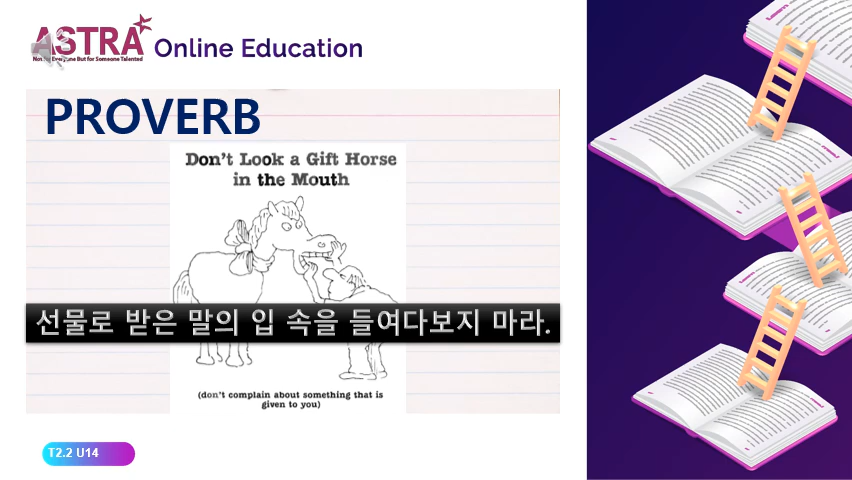 ASTRA
Online Education
PROVERB
Don't Look a Gift Horse
in the Mouth
선물로 받은 말의 입 속을 들여다보지 마라.
(don't complain about something that is
given to you)
T2.2 U14